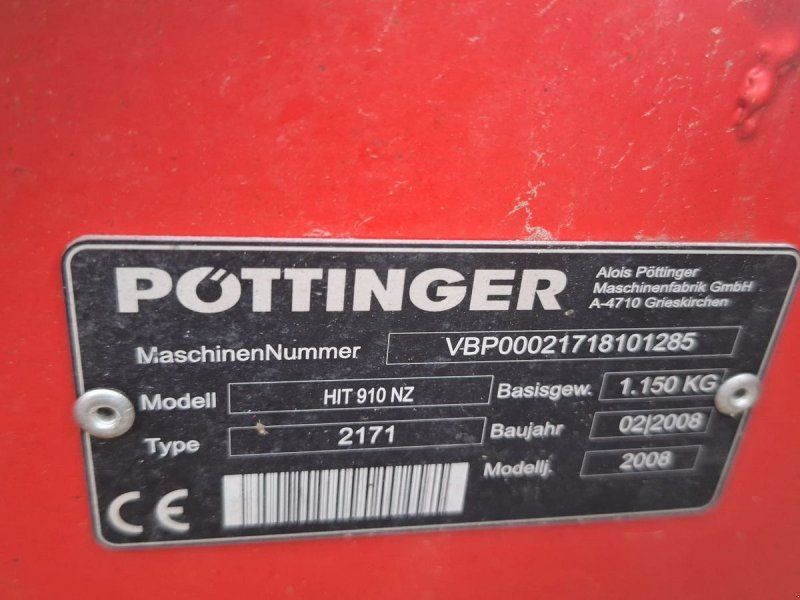 PÖTTINGER
Alois Pöttinger
Maschinenfabrik GmbH
A-4710 Grieskirchen
MaschinenNummer VBP00021718101285
Modell HIT 910 NZ Basisgew. 1.150 KG
Type 2171 Baujahr 02|2008
Modellj. 2008
CE